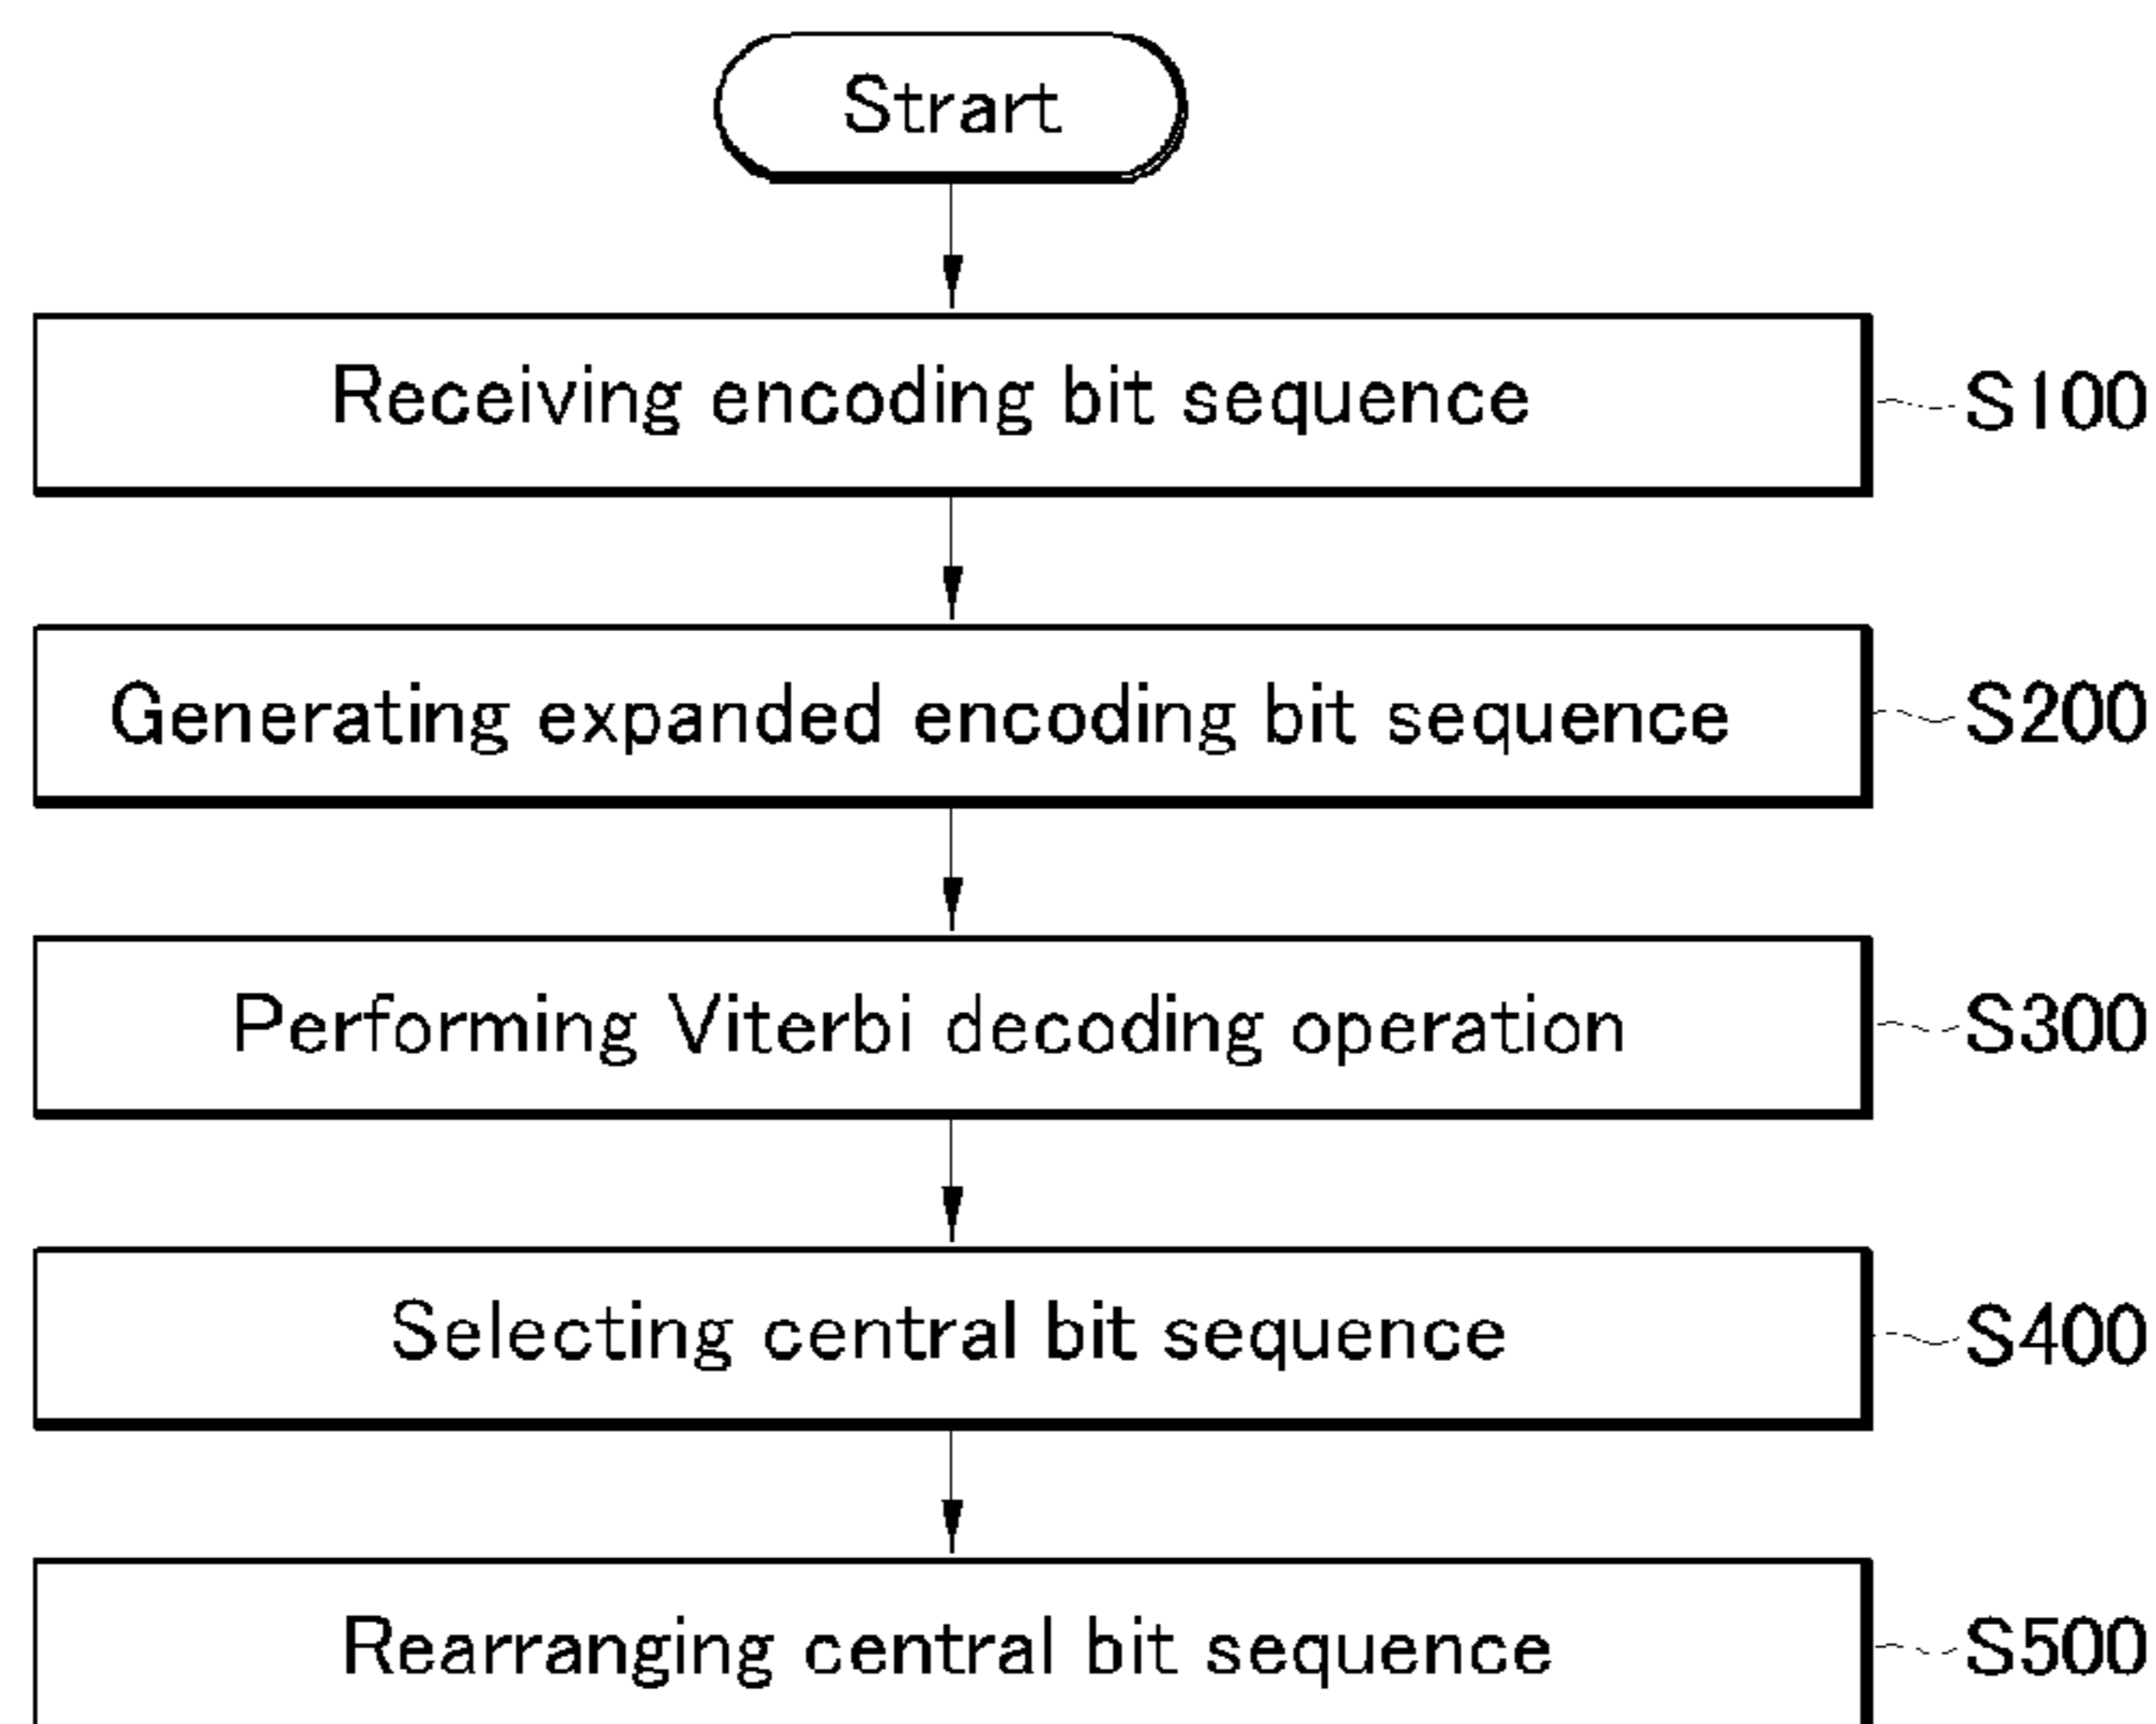 Strart
Receiving encoding bit sequence
S100
Generating expanded encoding bit sequence
S200
Performing Viterbi decoding operation
S300
Selecting central bit sequence
S400
Rearranging central bit sequence
S500